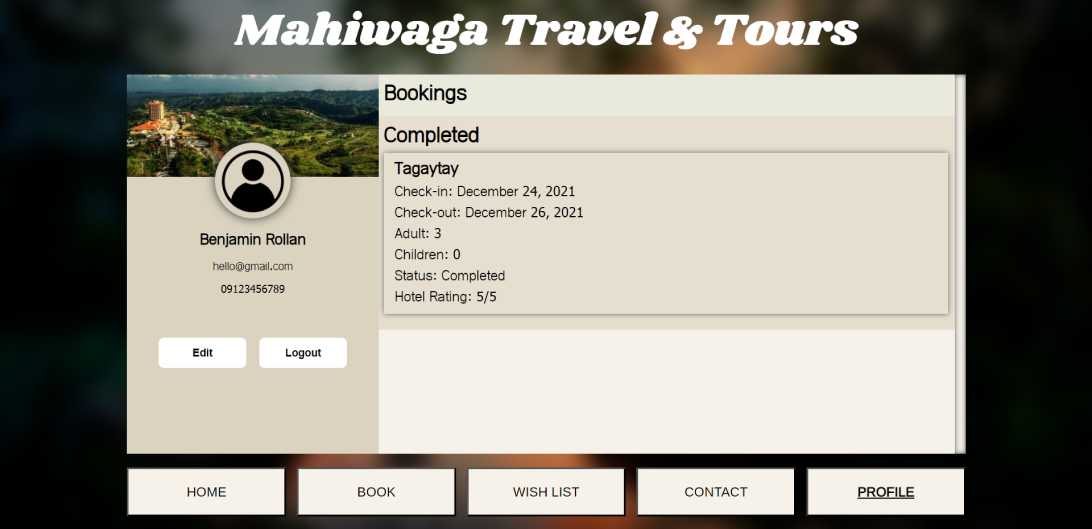 Mahiwaga Travel & Tours
Bookings
Completed
Tagaytay
Check-in: December 24, 2021
Check-out: December 26, 2021
Adult: 3
Children: 0
Status: Completed
Hotel Rating: 5/5
Benjamin Rollan
hello@gmail.com
09123456789
Edit
Logout
HOME
BOOK
WISH LIST
CONTACT
PROFILE